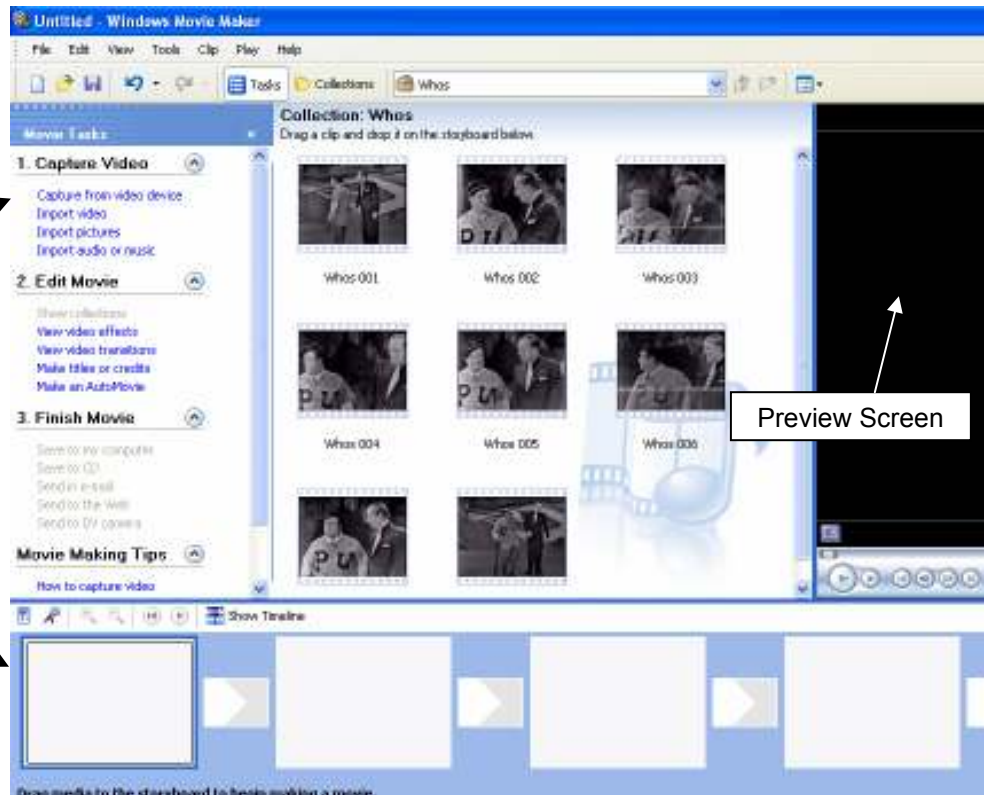 Untitled - Windows Movie Maker
File Edit View Tools Clip Play Help
Tasks Collections Whos
Movie Tasks
Collection: Whos
Drag a clip and drop it on the storyboard below.
1. Capture Video
Capture from video device
Import video
Import pictures
Import audio or music
2. Edit Movie
Show collections
View video effects
View video transitions
Make titles or credits
Make an AutoMovie
3. Finish Movie
Save to my computer
Save to CD
Send in e-mail
Send to the Web
Send to DV camera
Movie Making Tips
How to capture video
Whos 001
Whos 002
Whos 003
Whos 004
Whos 005
Whos 006
Preview Screen
Show Timeline
Drag media to the storyboard to begin making a movie.